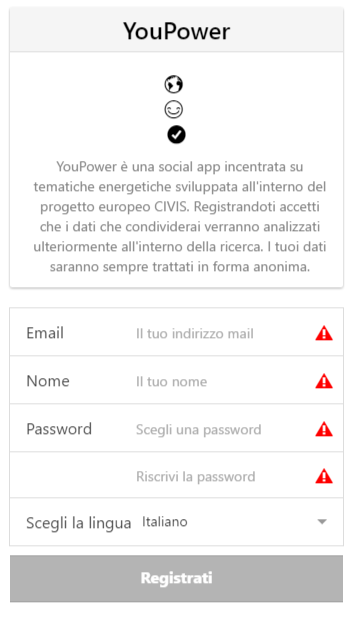 YouPower
YouPower è una social app incentrata su
tematiche energetiche sviluppata all'interno del
progetto europeo CIVIS. Registrandoti accetti
che i dati che condividerai verranno analizzati
ulteriormente all'interno della ricerca. I tuoi dati
saranno sempre trattati in forma anonima.
Email Il tuo indirizzo mail
Nome Il tuo nome
Password Scegli una password
Riscrivi la password
Scegli la lingua Italiano
Registrati